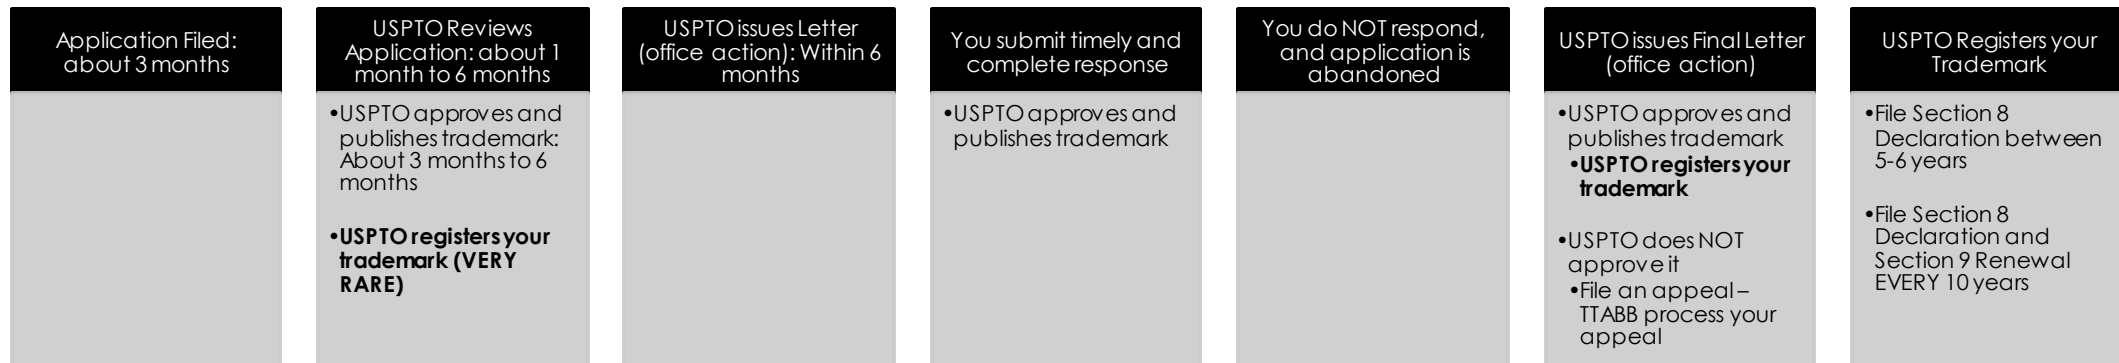 Application Filed:
about 3 months
USPTO Reviews
Application: about 1
month to 6 months
•USPTO approves and
publishes trademark:
About 3 months to 6
months
•USPTO registers your
trademark (VERY
RARE)
USPTO issues Letter
(office action): Within 6
months
You submit timely and
complete response
•USPTO approves and
publishes trademark
You do NOT respond,
and application is
abandoned
USPTO issues Final Letter
(office action)
•USPTO approves and
publishes trademark
•USPTO registers your
trademark
•USPTO does NOT
approve it
•File an appeal –
TTABB process your
appeal
USPTO Registers your
Trademark
•File Section 8
Declaration between
5-6 years
•File Section 8
Declaration and
Section 9 Renewal
EVERY 10 years